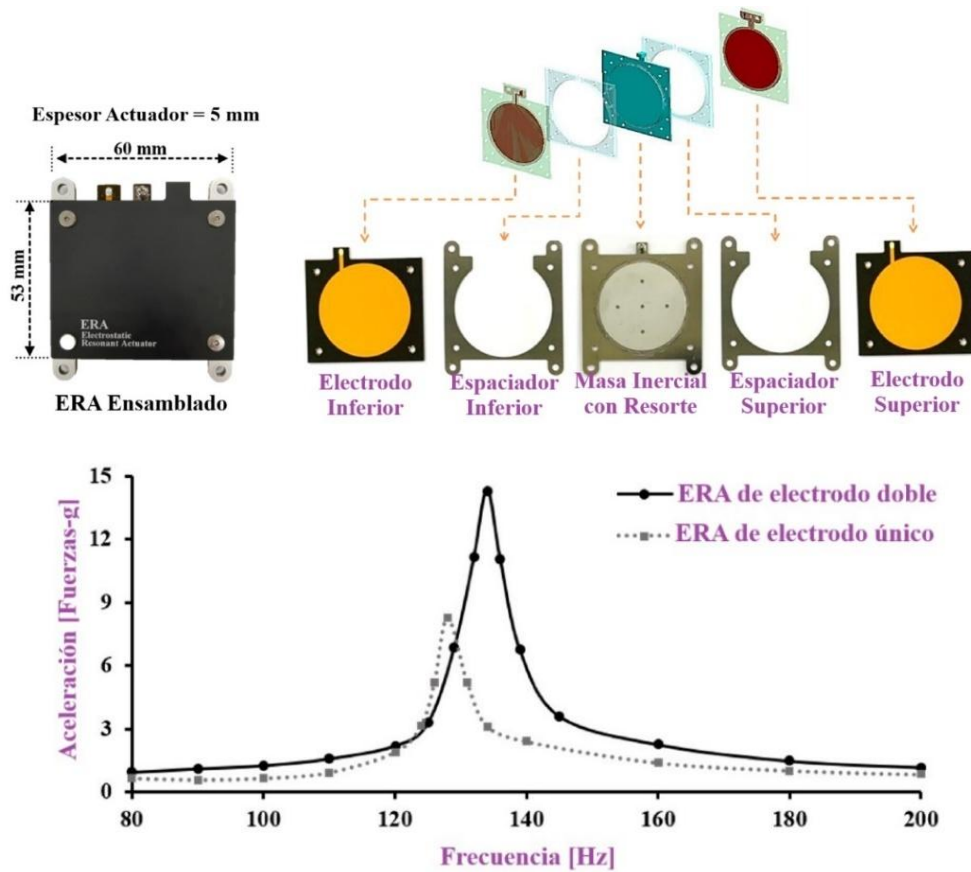 Espesor Actuador = 5 mm
60 mm
53 mm
ERA
Electrostatic
Resonant Actuator
ERA Ensamblado
Electrodo
Inferior
Espaciador
Inferior
Masa Inercial
con Resorte
Espaciador
Superior
Electrodo
Superior
15
12
9
6
3
0
Aceleración [Fuerzas-g]
ERA de electrodo doble
ERA de electrodo único
80
100
120
140
160
180
200
Frecuencia [Hz]